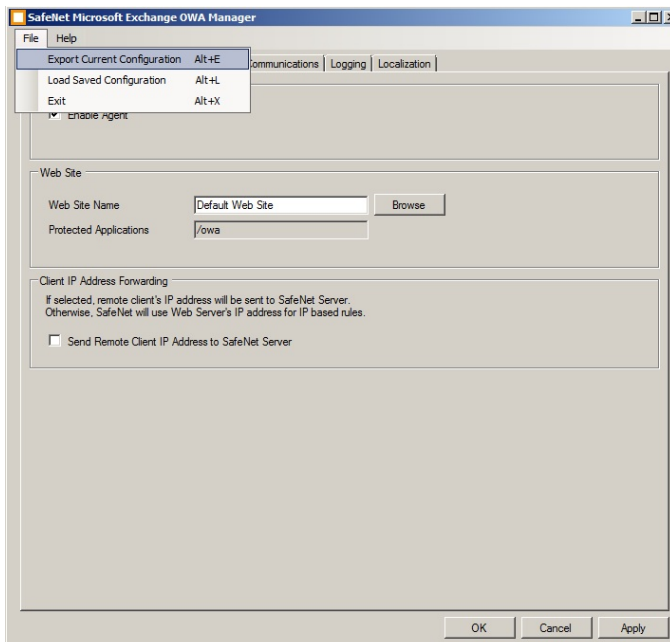 SafeNet Microsoft Exchange OWA Manager
File Help
Export Current Configuration Alt+E
Load Saved Configuration Alt+L
Exit Alt+X
Logging Localization
Enable Agent
Web Site
Web Site Name Default Web Site Browse
Protected Applications /owa
Client IP Address Forwarding
If selected, remote client's IP address will be sent to SafeNet Server.
Otherwise, SafeNet will use Web Server's IP address for IP based rules.
Send Remote Client IP Address to SafeNet Server
OK Cancel Apply